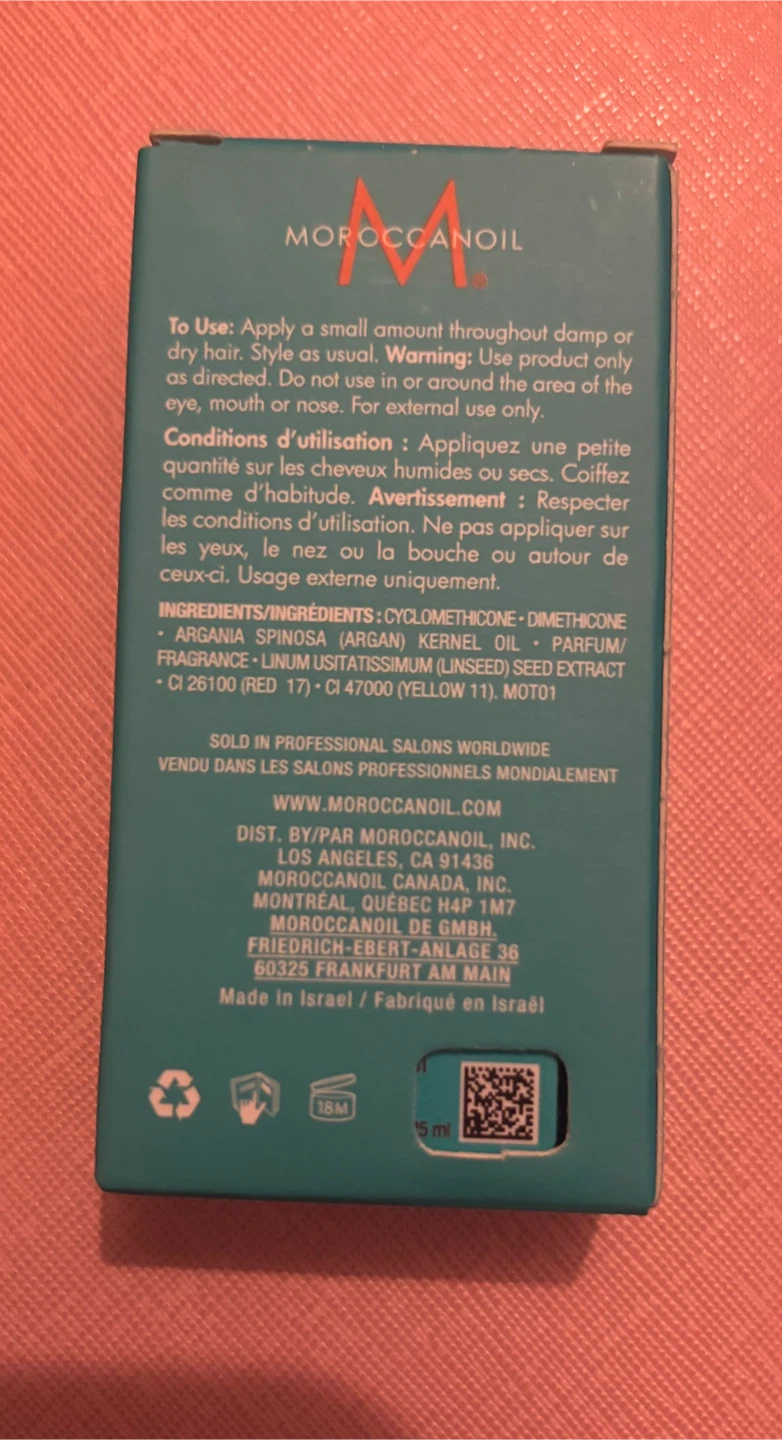 MOROCCANOIL
M®
To Use: Apply a small amount throughout damp or
dry hair. Style as usual. Warning: Use product only
as directed. Do not use in or around the area of the
eye, mouth or nose. For external use only.
Conditions d'utilisation : Appliquez une petite
quantité sur les cheveux humides ou secs. Coiffez
comme d'habitude. Avertissement : Respecter
les conditions d'utilisation. Ne pas appliquer sur
les yeux, le nez ou la bouche ou autour de
ceux-ci. Usage externe uniquement.
INGREDIENTS/INGRÉDIENTS : CYCLOMETHICONE • DIMETHICONE
• ARGANIA SPINOSA (ARGAN) KERNEL OIL • PARFUM/
FRAGRANCE • LINUM USITATISSIMUM (LINSEED) SEED EXTRACT
• CI 26100 (RED 17) • CI 47000 (YELLOW 11). MOT01
SOLD IN PROFESSIONAL SALONS WORLDWIDE
VENDU DANS LES SALONS PROFESSIONNELS MONDIALEMENT
WWW.MOROCCANOIL.COM
DIST. BY/PAR MOROCCANOIL, INC.
LOS ANGELES, CA 91436
MOROCCANOIL CANADA, INC.
MONTRÉAL, QUÉBEC H4P 1M7
MOROCCANOIL DE GMBH.
FRIEDRICH-EBERT-ANLAGE 36
60325 FRANKFURT AM MAIN
Made in Israel / Fabriqué en Israël
18M
5 ml